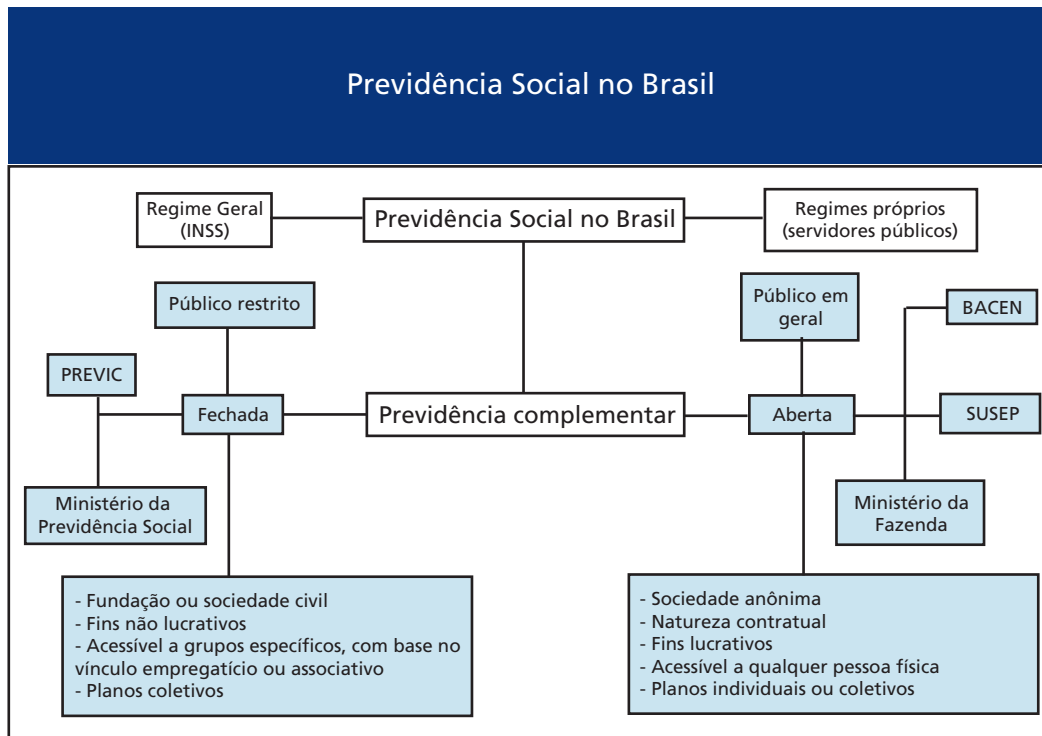 Previdência Social no Brasil
Regime Geral
(INSS)
Previdência Social no Brasil
Regimes próprios
(servidores públicos)
Público restrito
Público em
geral
BACEN
PREVIC
Fechada
Previdência complementar
Aberta
SUSEP
Ministério da
Previdência Social
Ministério da
Fazenda
- Fundação ou sociedade civil
- Fins não lucrativos
- Acessível a grupos específicos, com base no
vínculo empregatício ou associativo
- Planos coletivos
- Sociedade anônima
- Natureza contratual
- Fins lucrativos
- Acessível a qualquer pessoa física
- Planos individuais ou coletivos